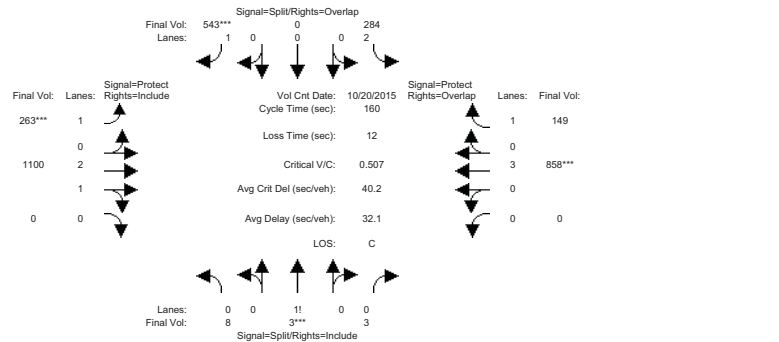 Signal=Split/Rights=Overlap
Final Vol: 543*** 0 284
Lanes: 1 0 0 0 2
Signal=Protect Signal=Protect
Final Vol: Lanes: Rights=Include Vol Cnt Date: 10/20/2015 Rights=Overlap Lanes: Final Vol:
Cycle Time (sec): 160
263*** 1 1 149
Loss Time (sec): 12
0 0
1100 2 Critical V/C: 0.507 3 858***
1 Avg Crit Del (sec/veh): 40.2 0
0 0 Avg Delay (sec/veh): 32.1 0 0
LOS: C
Lanes: 0 0 1! 0 0
Final Vol: 8 3*** 3
Signal=Split/Rights=Include